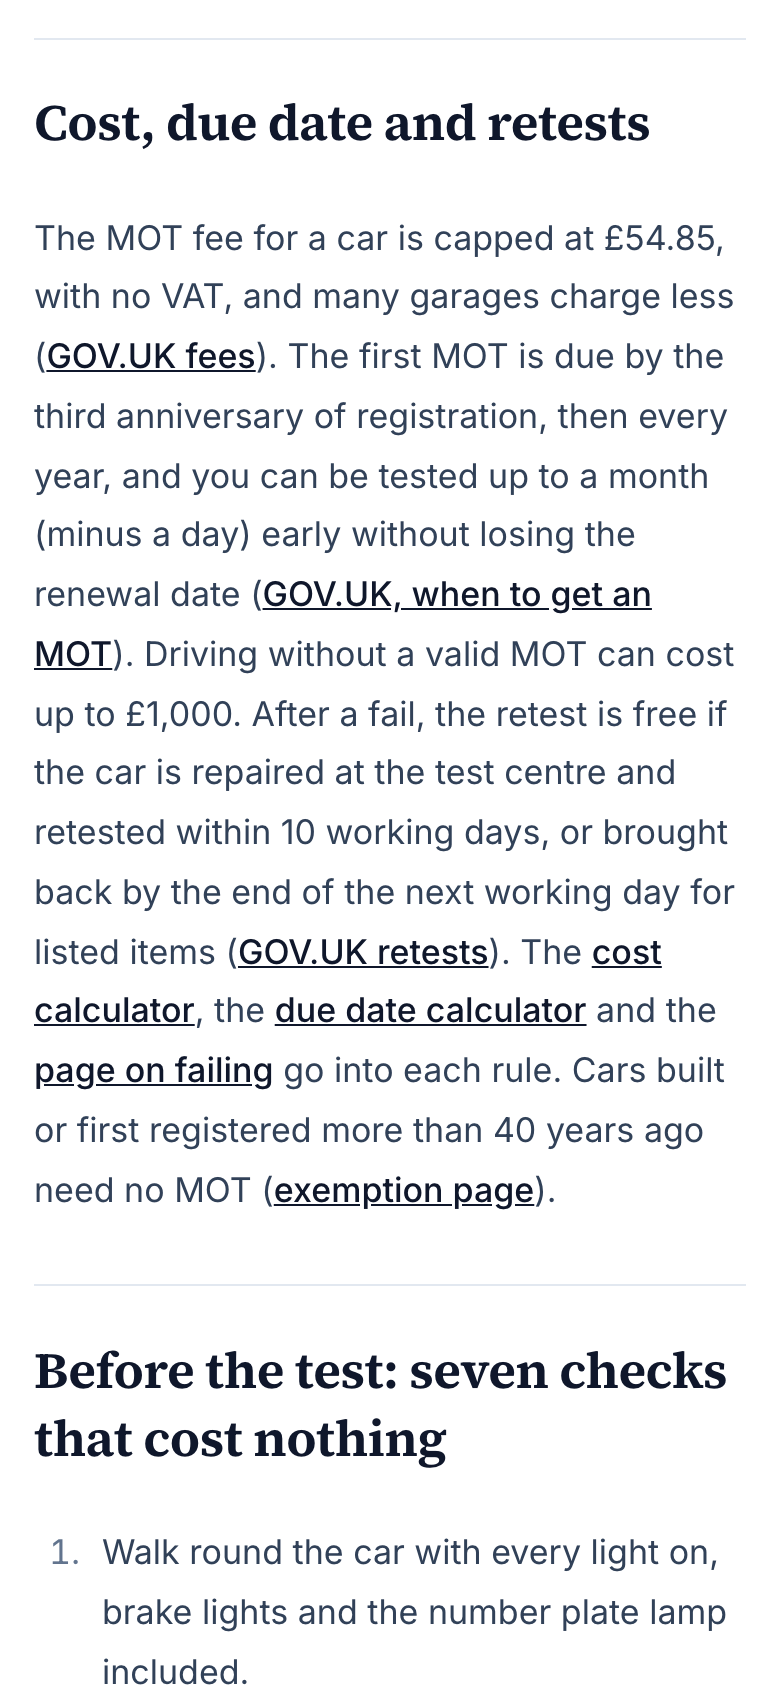 Cost, due date and retests
The MOT fee for a car is capped at £54.85,
with no VAT, and many garages charge less
(GOV.UK fees). The first MOT is due by the
third anniversary of registration, then every
year, and you can be tested up to a month
(minus a day) early without losing the
renewal date (GOV.UK, when to get an
MOT). Driving without a valid MOT can cost
up to £1,000. After a fail, the retest is free if
the car is repaired at the test centre and
retested within 10 working days, or brought
back by the end of the next working day for
listed items (GOV.UK retests). The cost
calculator, the due date calculator and the
page on failing go into each rule. Cars built
or first registered more than 40 years ago
need no MOT (exemption page).
Before the test: seven checks
that cost nothing
1. Walk round the car with every light on,
brake lights and the number plate lamp
included.